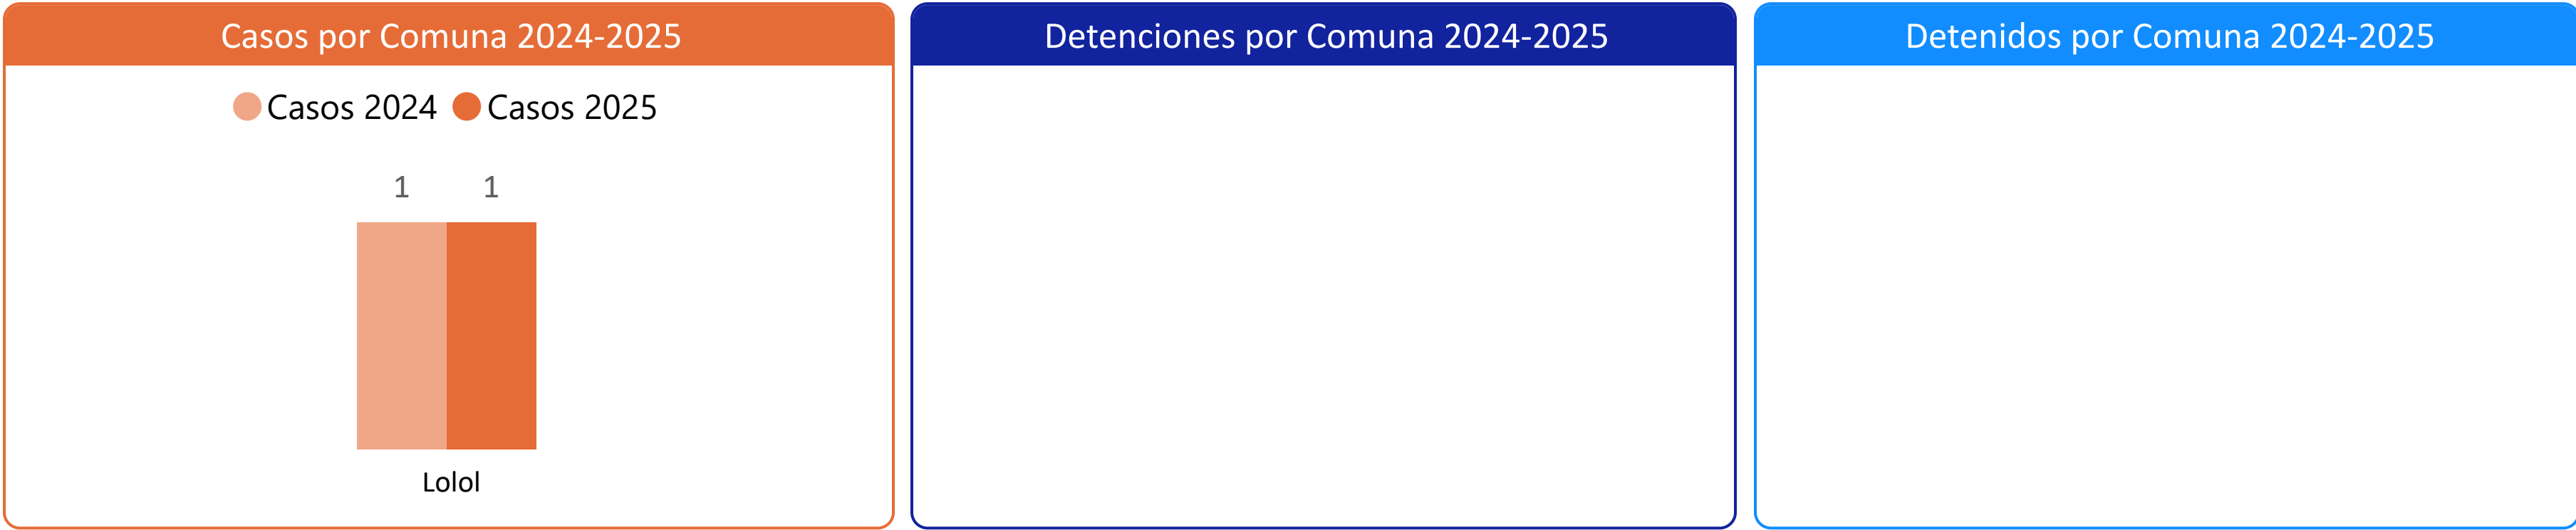 Casos por Comuna 2024-2025
Casos 2024 Casos 2025
1 1
Lolol
Detenciones por Comuna 2024-2025
Detenidos por Comuna 2024-2025